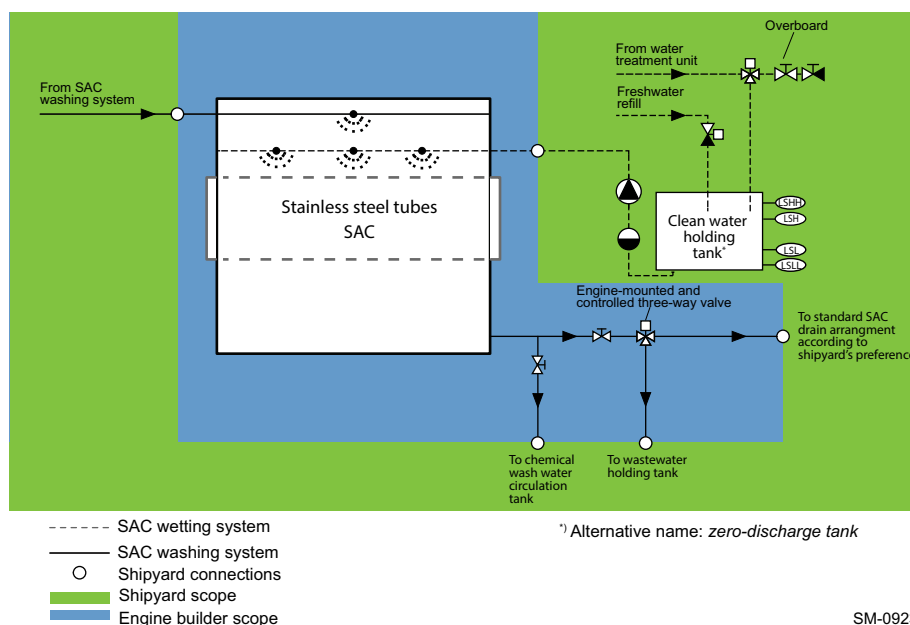 Overboard
From water
treatment unit
Freshwater
refill
From SAC
washing system
Stainless steel tubes
SAC
Clean water
holding
tank*)
LSHH
LSH
LSL
LSLL
Engine-mounted and
controlled three-way valve
To standard SAC
drain arrangment
according to
shipyard's preference
To chemical
wash water
circulation
tank
To wastewater
holding tank
SAC wetting system
SAC washing system
Shipyard connections
Shipyard scope
Engine builder scope
*) Alternative name: zero-discharge tank
SM-092